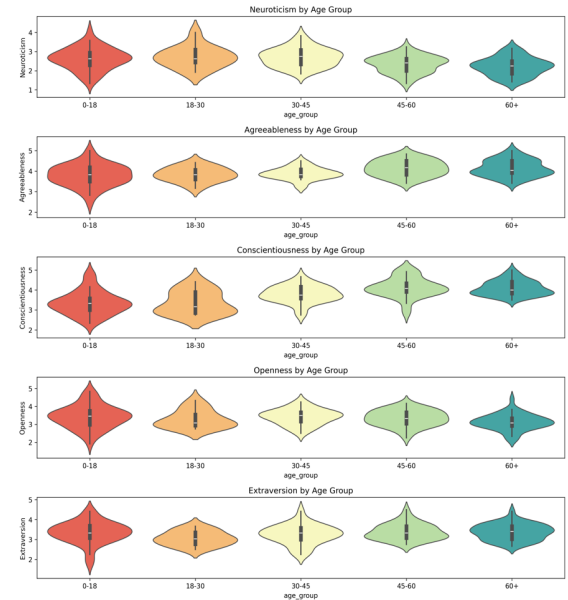 Neuroticism by Age Group
Neuroticism
4
3
2
1
0-18 18-30 30-45 45-60 60+
age_group
Agreeableness by Age Group
Agreeableness
5
4
3
2
0-18 18-30 30-45 45-60 60+
age_group
Conscientiousness by Age Group
Conscientiousness
5
4
3
2
0-18 18-30 30-45 45-60 60+
age_group
Openness by Age Group
Openness
5
4
3
2
0-18 18-30 30-45 45-60 60+
age_group
Extraversion by Age Group
Extraversion
5
4
3
2
0-18 18-30 30-45 45-60 60+
age_group